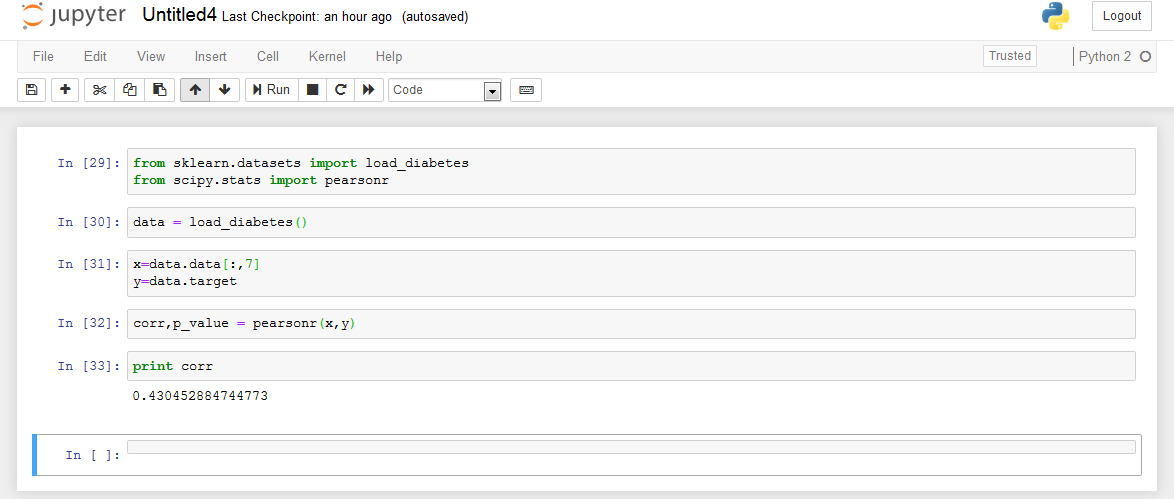 jupyter Untitled4 Last Checkpoint: an hour ago (autosaved)
Logout
File Edit View Insert Cell Kernel Help
Trusted
Python 2
Run
Code
In [29]: from sklearn.datasets import load_diabetes
from scipy.stats import pearsonr
In [30]: data = load_diabetes()
In [31]: x=data.data[:,7]
y=data.target
In [32]: corr,p_value = pearsonr(x,y)
In [33]: print corr
0.430452884744773
In [ ]: